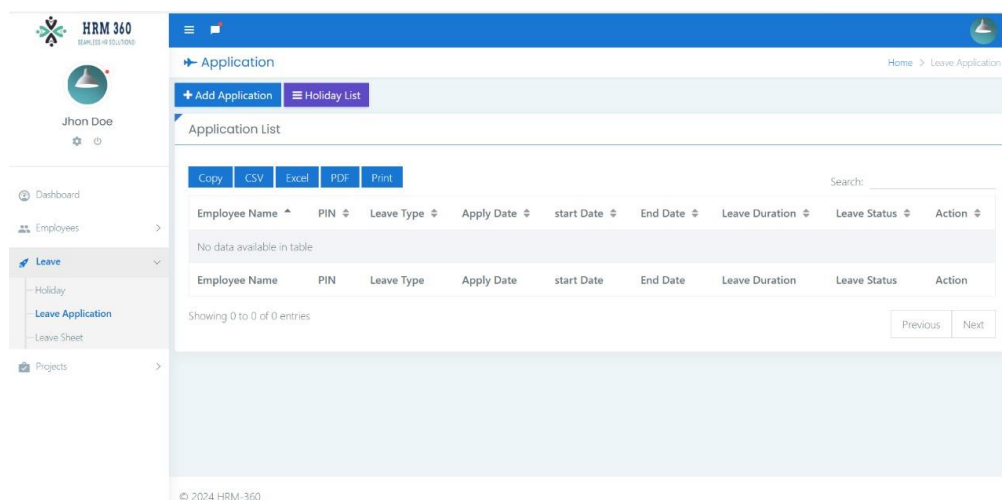 HRM 360
SEAMLESS HR SOLUTIONS
Jhon Doe
Dashboard
Employees
Leave
Holiday
Leave Application
Leave Sheet
Projects
Application
Home > Leave Application
Add Application Holiday List
Application List
Copy CSV Excel PDF Print
Search:
Employee Name PIN Leave Type Apply Date start Date End Date Leave Duration Leave Status Action
No data available in table
Employee Name PIN Leave Type Apply Date start Date End Date Leave Duration Leave Status Action
Showing 0 to 0 of 0 entries
Previous Next
© 2024 HRM-360